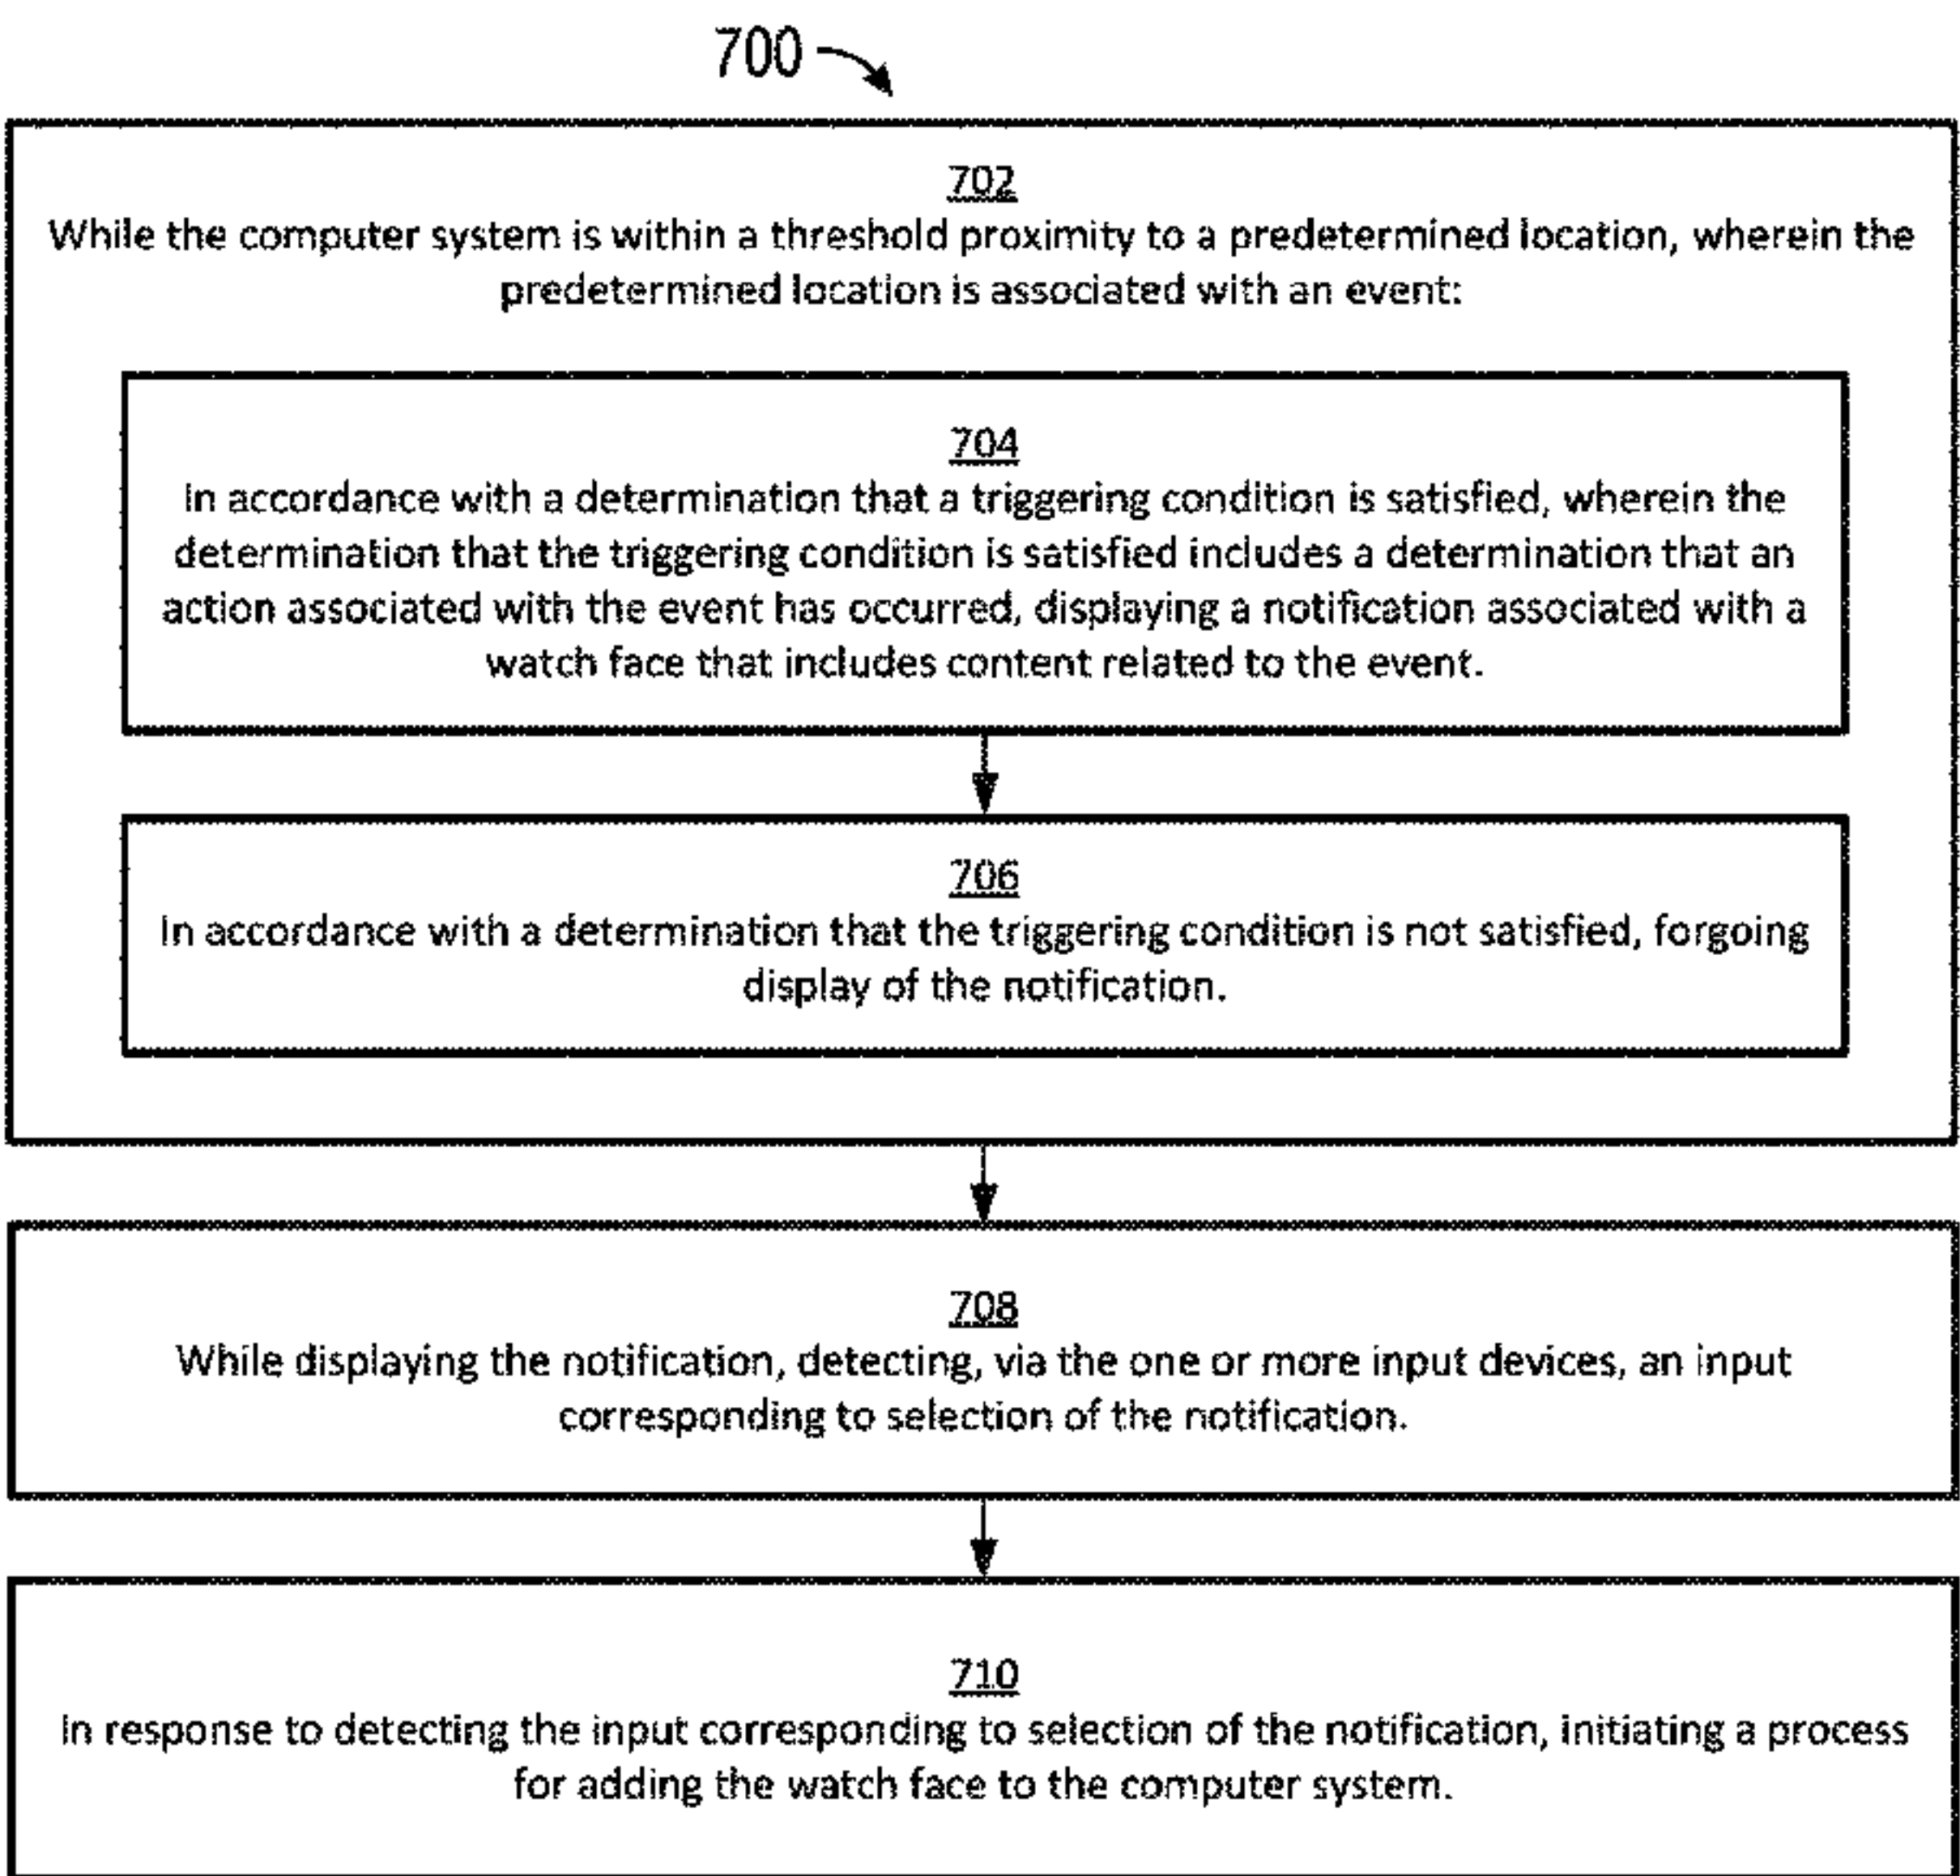 700
702
While the computer system is within a threshold proximity to a predetermined location, wherein the
predetermined location is associated with an event:
704
In accordance with a determination that a triggering condition is satisfied, wherein the
determination that the triggering condition is satisfied includes a determination that an
action associated with the event has occurred, displaying a notification associated with a
watch face that includes content related to the event.
706
In accordance with a determination that the triggering condition is not satisfied, forgoing
display of the notification.
708
While displaying the notification, detecting, via the one or more input devices, an input
corresponding to selection of the notification.
710
In response to detecting the input corresponding to selection of the notification, initiating a process
for adding the watch face to the computer system.